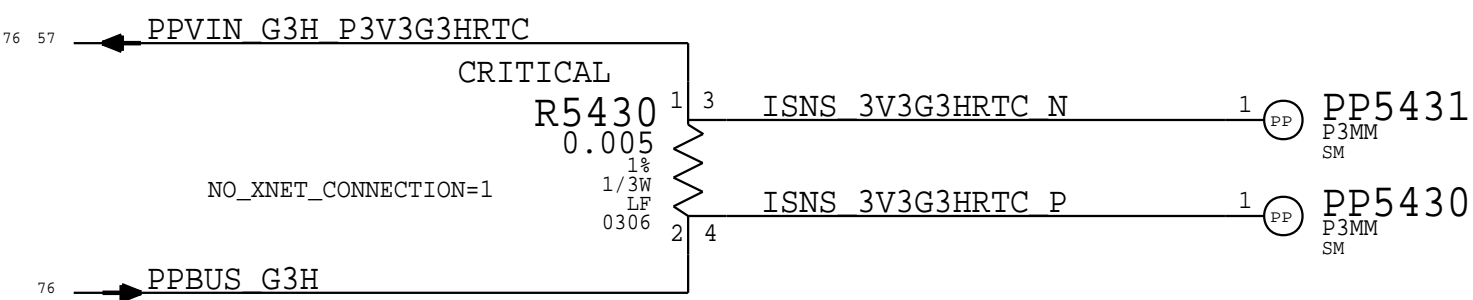 76 57 PPVIN_G3H_P3V3G3HRTC
CRITICAL
R5430 1 3 ISNS_3V3G3HRTC_N 1 PP PP5431
0.005 P3MM
1% SM
1/3W
NO_XNET_CONNECTION=1
LF
0306
2 4 ISNS_3V3G3HRTC_P 1 PP PP5430
P3MM
SM
76 PPBUS_G3H